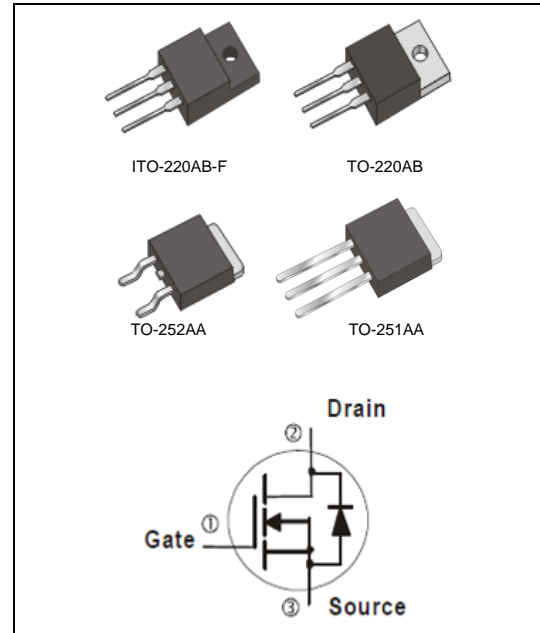 ITO-220AB-F
TO-220AB
TO-252AA
TO-251AA
Drain
②
Gate ①
③ Source